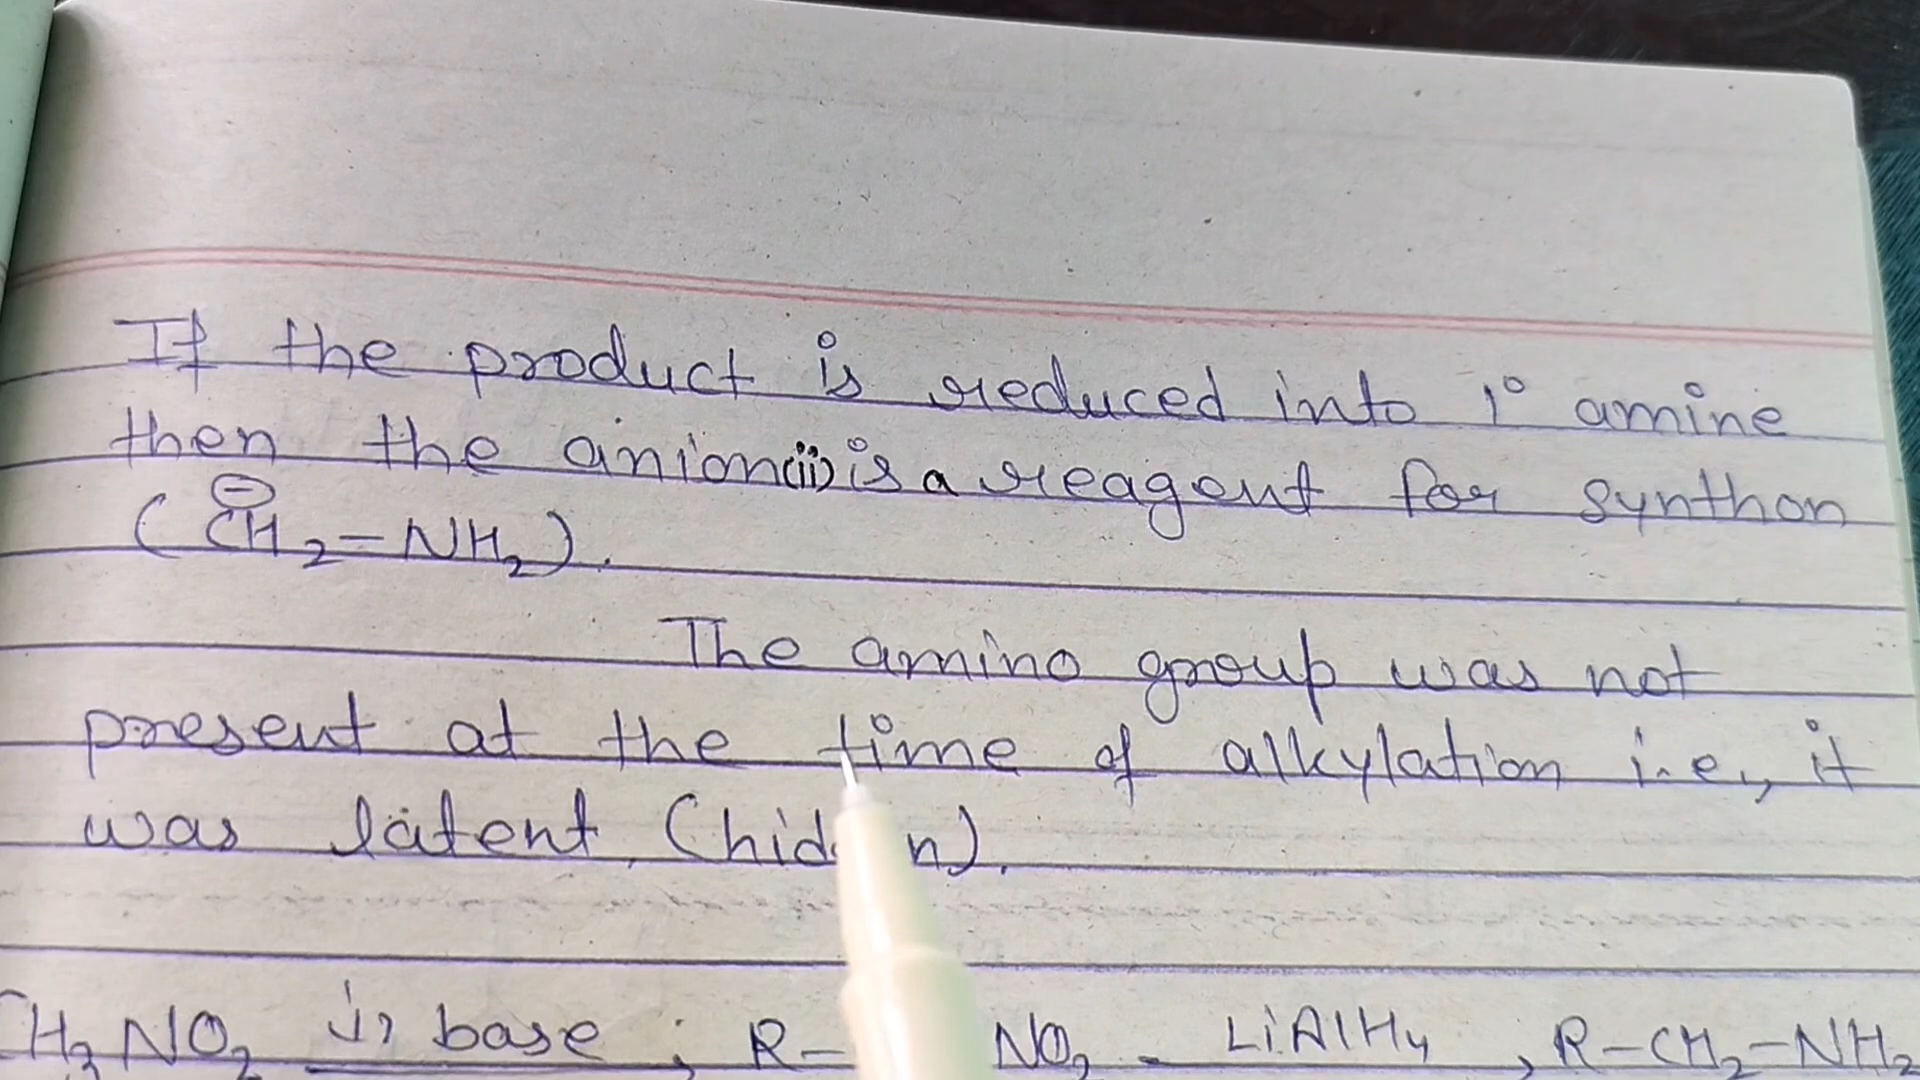 If the product is reduced into 1° amine
then the anion(ii) is a reagent for synthon
(C̄H₂-NH₂).
The amino group was not
present at the time of alkylation i.e., it
was latent (hid n).
CH₃NO₂ i) base , R- NO₂ LiAlH₄ , R-CH₂-NH₂